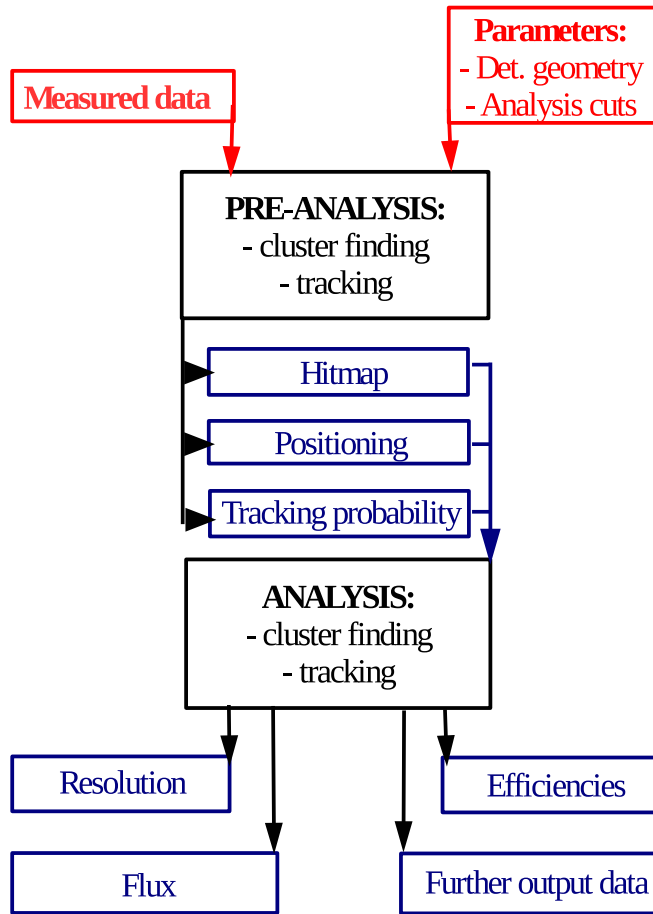 Parameters:
- Det. geometry
- Analysis cuts
Measured data
PRE-ANALYSIS:
- cluster finding
- tracking
Hitmap
Positioning
Tracking probability
ANALYSIS:
- cluster finding
- tracking
Resolution
Efficiencies
Flux
Further output data